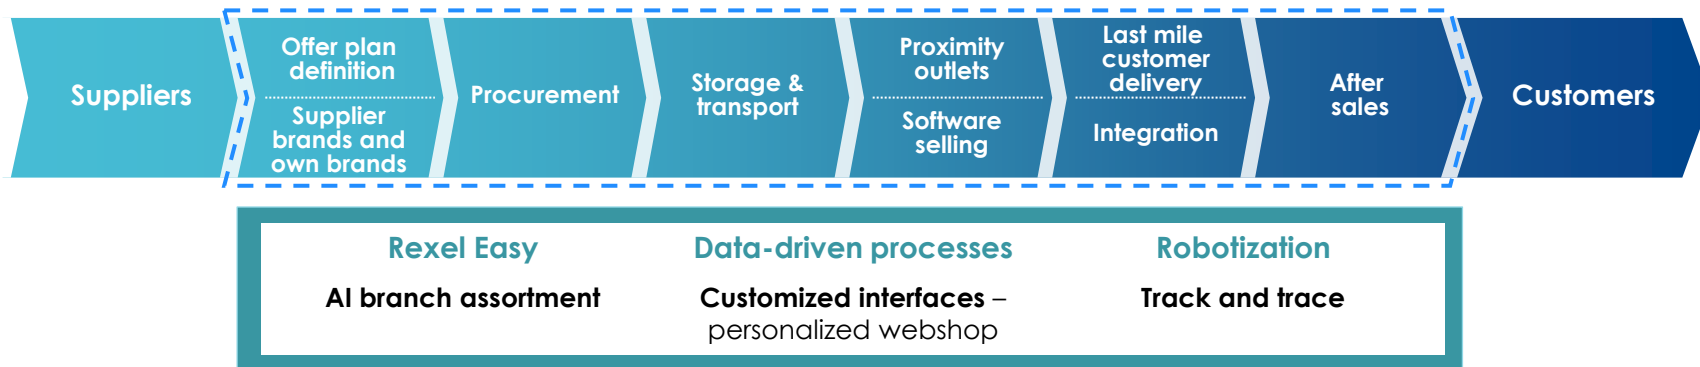 Suppliers
Offer plan
definition
Supplier
brands and
own brands
Procurement
Storage &
transport
Proximity
outlets
Software
selling
Last mile
customer
delivery
Integration
After
sales
Customers
Rexel Easy
AI branch assortment
Data-driven processes
Customized interfaces –
personalized webshop
Robotization
Track and trace